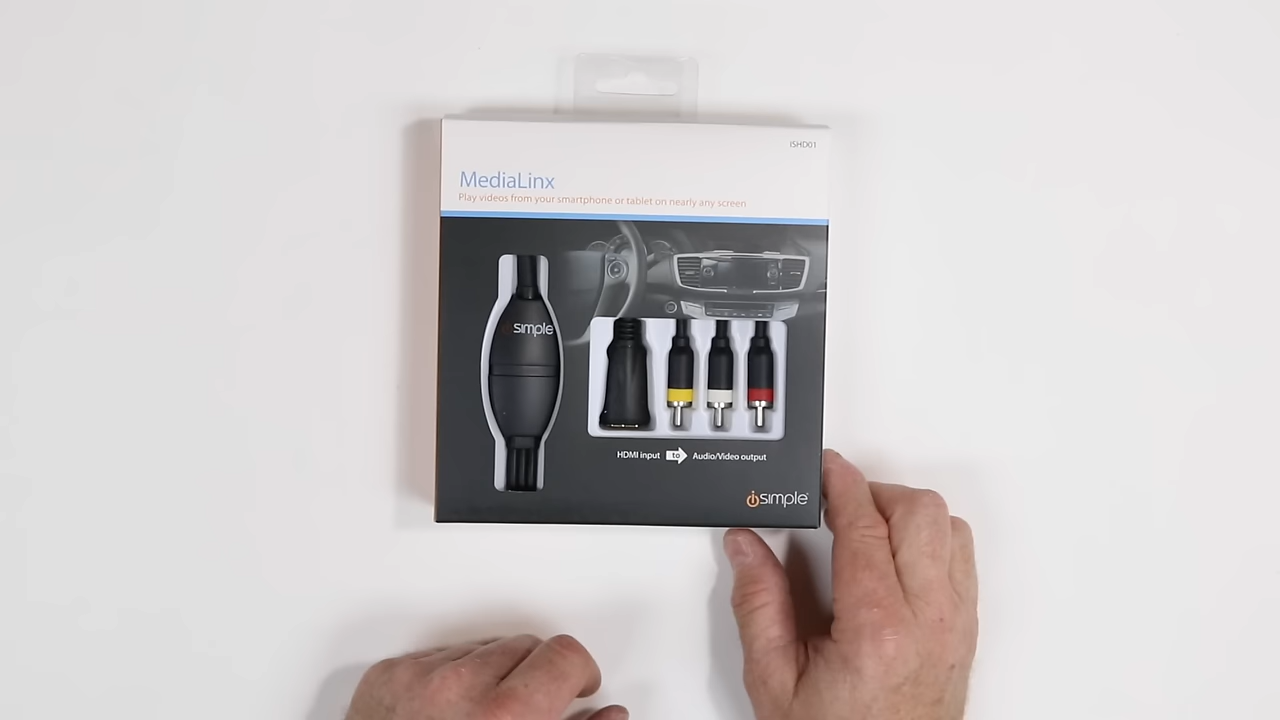 ISHD01
MediaLinx
Play videos from your smartphone or tablet on nearly any screen
isimple
HDMI input to Audio/Video output
isimple